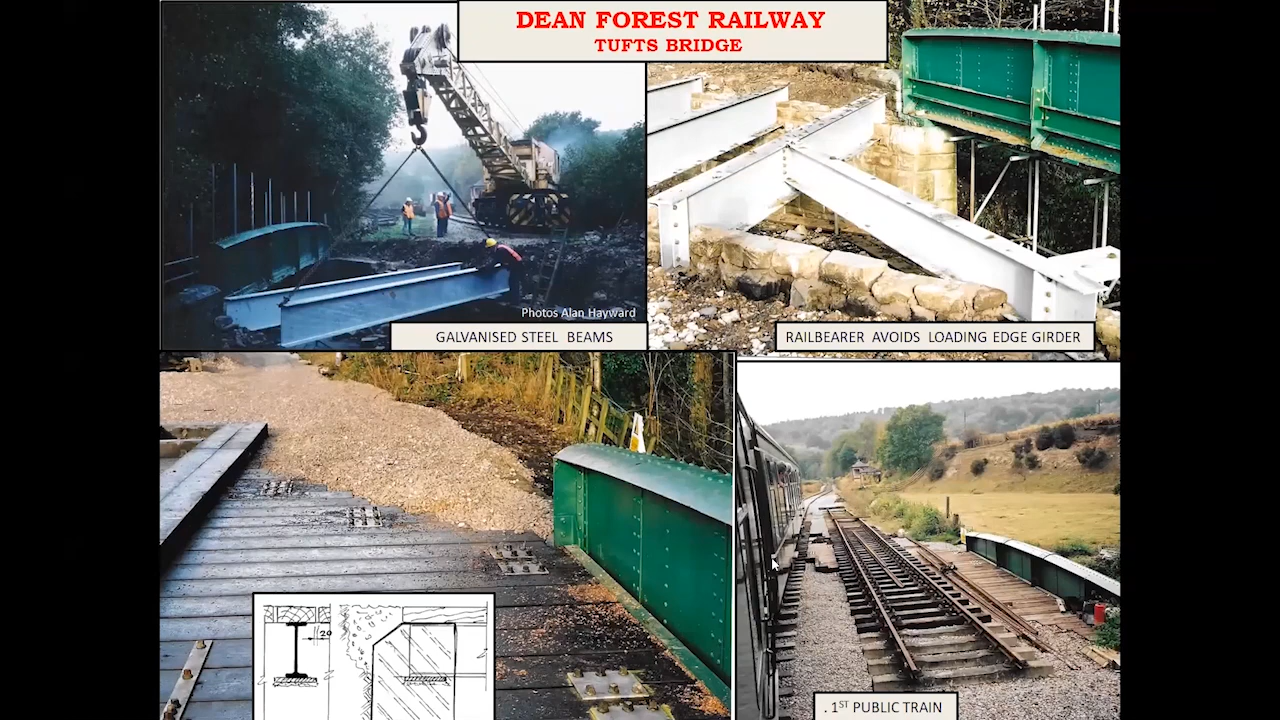 DEAN FOREST RAILWAY
TUFTS BRIDGE
Photos Alan Hayward
GALVANISED STEEL BEAMS
RAILBEARER AVOIDS LOADING EDGE GIRDER
20
. 1ST PUBLIC TRAIN